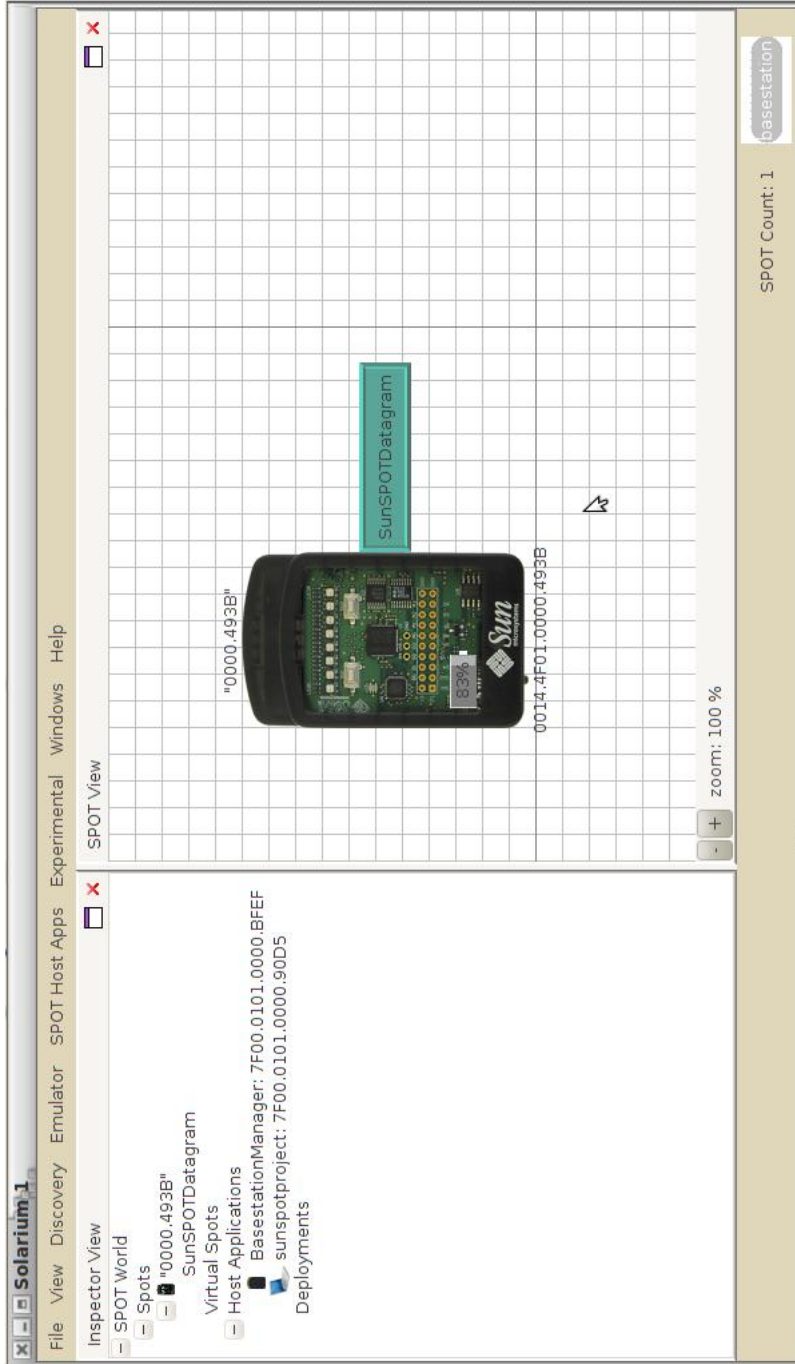 Solarium_1
File View Discovery Emulator SPOT Host Apps Experimental Windows Help
Inspector View
SPOT World
Spots
"0000.493B"
SunSPOTDatagram
Virtual Spots
Host Applications
BasestationManager: 7F00.0101.0000.BFEF
sunspotproject: 7F00.0101.0000.90D5
Deployments
SPOT View
"0000.493B"
SunSPOTDatagram
83%
Sun
microsystems
0014.4F01.0000.493B
- + zoom: 100 %
SPOT Count: 1 basestation